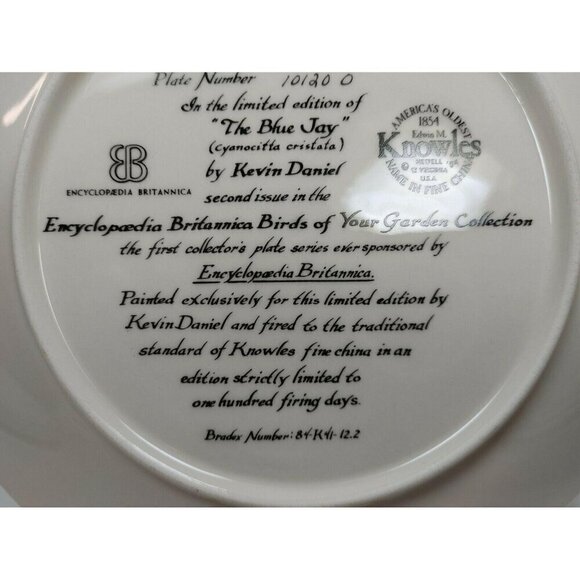 Plate Number 10120 O
In the limited edition of
"The Blue Jay"
(cyanocitta cristata)
by Kevin Daniel
second issue in the
Encyclopædia Britannica Birds of Your Garden Collection
the first collector's plate series ever sponsored by
Encyclopædia Britannica.
Painted exclusively for this limited edition by
Kevin Daniel and fired to the traditional
standard of Knowles fine china in an
edition strictly limited to
one hundred firing days.
Bradex Number: 84-K41-12.2
ENCYCLOPÆDIA BRITANNICA
AMERICA'S OLDEST
1854
Edwin M.
Knowles
©
NEWELL
VIRGINIA
U.S.A.
NAME IN FINE CHINA